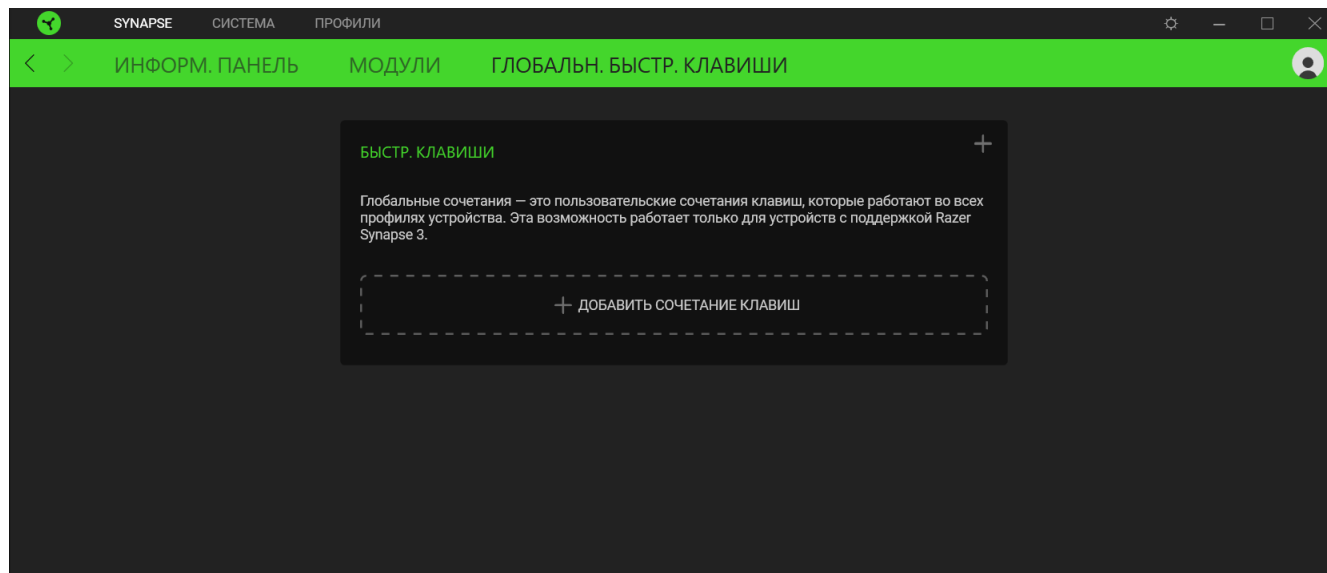 SYNAPSE СИСТЕМА ПРОФИЛИ
ИНФОРМ. ПАНЕЛЬ МОДУЛИ ГЛОБАЛЬН. БЫСТР. КЛАВИШИ
БЫСТР. КЛАВИШИ
Глобальные сочетания — это пользовательские сочетания клавиш, которые работают во всех
профилях устройства. Эта возможность работает только для устройств с поддержкой Razer
Synapse 3.
ДОБАВИТЬ СОЧЕТАНИЕ КЛАВИШ